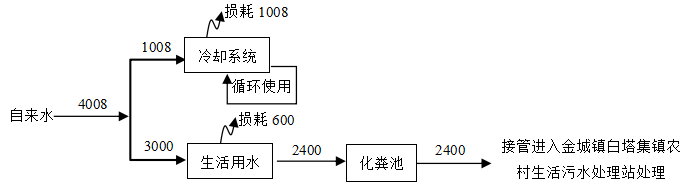 损耗 1008
1008
冷却系统
循环使用
自来水
4008
损耗 600
3000
生活用水
2400
化粪池
2400
接管进入金城镇白塔集镇农
村生活污水处理站处理